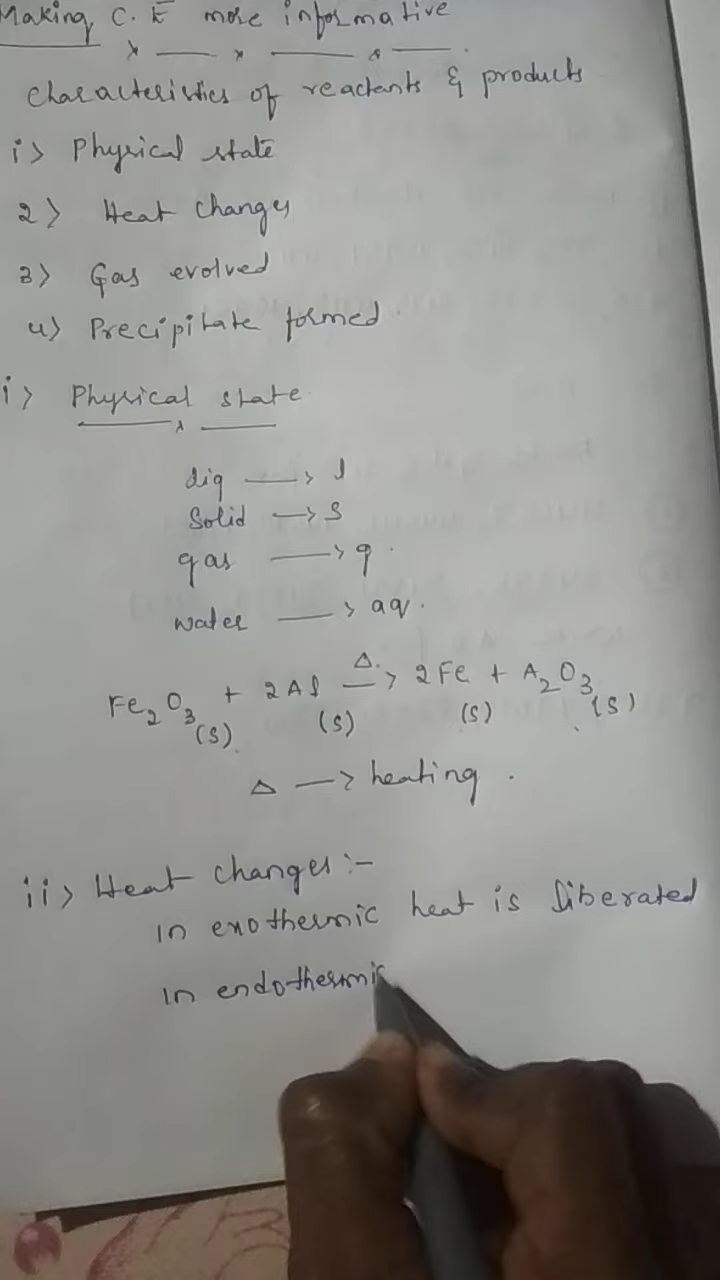 Making C.E more informative
characteristics of reactants & products
i> Physical state
2> Heat changes
3> Gas evolved
4> Precipitate formed.
i> Physical state
liq → l
Solid → s
gas → g.
water → aq.
Fe2O3(s) + 2Al(s) Δ→ 2Fe(s) + A2O3(s)
Δ → heating.
ii> Heat changes :-
In exothermic heat is liberated
In endothermic